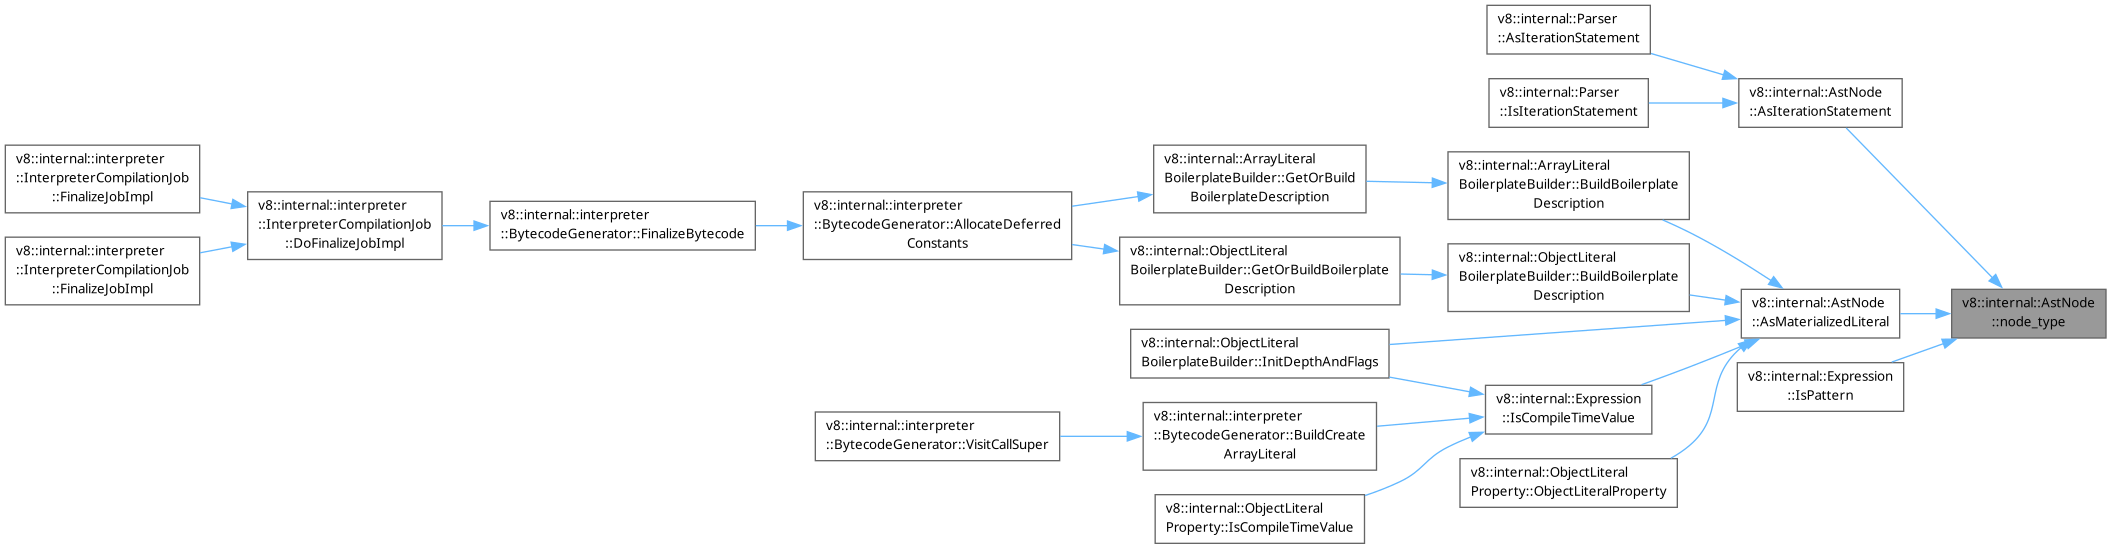 v8::internal::Parser
::AsIterationStatement
v8::internal::Parser
::IsIterationStatement
v8::internal::AstNode
::AsIterationStatement
v8::internal::interpreter
::InterpreterCompilationJob
::FinalizeJobImpl
v8::internal::interpreter
::InterpreterCompilationJob
::FinalizeJobImpl
v8::internal::interpreter
::InterpreterCompilationJob
::DoFinalizeJobImpl
v8::internal::interpreter
::BytecodeGenerator::FinalizeBytecode
v8::internal::interpreter
::BytecodeGenerator::AllocateDeferred
Constants
v8::internal::ArrayLiteral
BoilerplateBuilder::GetOrBuild
BoilerplateDescription
v8::internal::ObjectLiteral
BoilerplateBuilder::GetOrBuildBoilerplate
Description
v8::internal::ArrayLiteral
BoilerplateBuilder::BuildBoilerplate
Description
v8::internal::ObjectLiteral
BoilerplateBuilder::BuildBoilerplate
Description
v8::internal::AstNode
::AsMaterializedLiteral
v8::internal::AstNode
::node_type
v8::internal::ObjectLiteral
BoilerplateBuilder::InitDepthAndFlags
v8::internal::Expression
::IsPattern
v8::internal::Expression
::IsCompileTimeValue
v8::internal::interpreter
::BytecodeGenerator::VisitCallSuper
v8::internal::interpreter
::BytecodeGenerator::BuildCreate
ArrayLiteral
v8::internal::ObjectLiteral
Property::ObjectLiteralProperty
v8::internal::ObjectLiteral
Property::IsCompileTimeValue